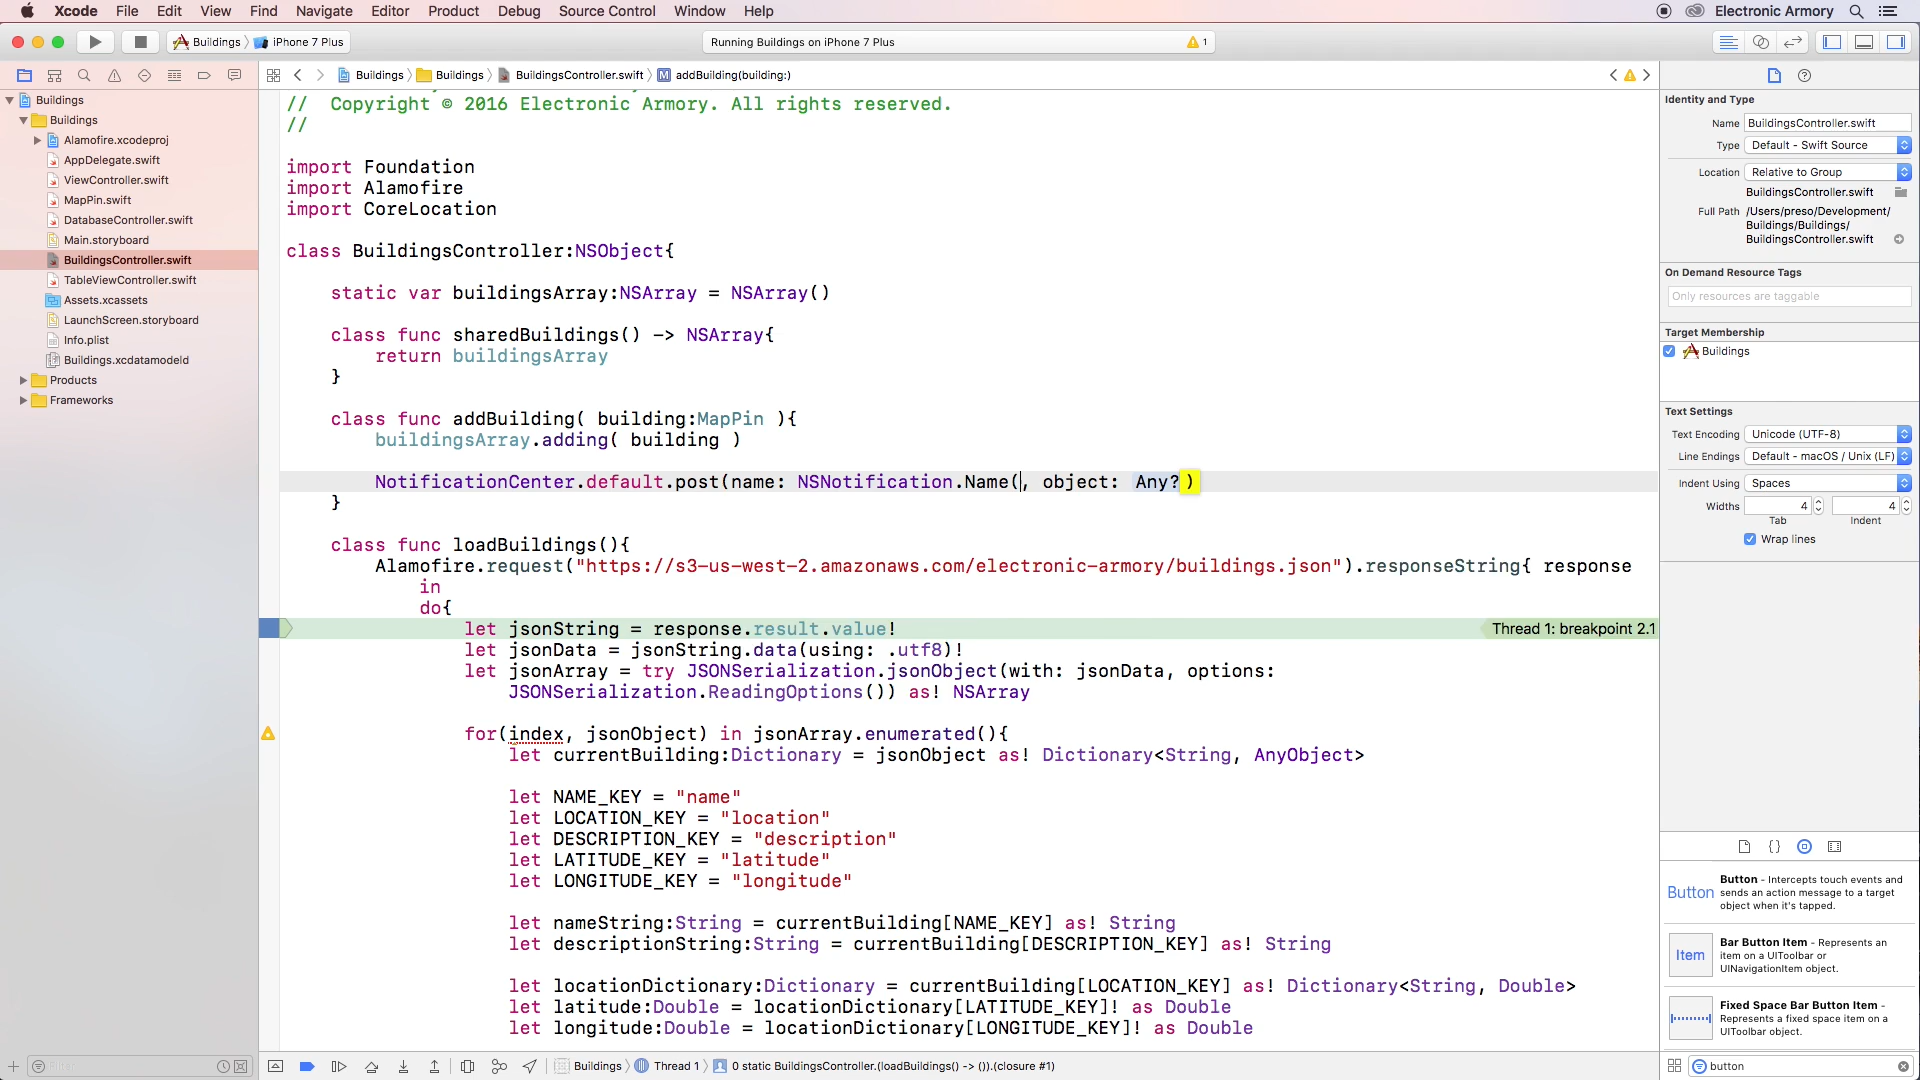 Xcode File Edit View Find Navigate Editor Product Debug Source Control Window Help
Electronic Armory
Buildings iPhone 7 Plus
Running Buildings on iPhone 7 Plus
1
Buildings Buildings BuildingsController.swift M addBuilding(building:)
Buildings
Buildings
Alamofire.xcodeproj
AppDelegate.swift
ViewController.swift
MapPin.swift
DatabaseController.swift
Main.storyboard
BuildingsController.swift
TableViewController.swift
Assets.xcassets
LaunchScreen.storyboard
Info.plist
Buildings.xcdatamodeld
Products
Frameworks
// Copyright © 2016 Electronic Armory. All rights reserved.
//
import Foundation
import Alamofire
import CoreLocation
class BuildingsController:NSObject{
static var buildingsArray:NSArray = NSArray()
class func sharedBuildings() -> NSArray{
return buildingsArray
}
class func addBuilding( building:MapPin ){
buildingsArray.adding( building )
NotificationCenter.default.post(name: NSNotification.Name(, object: Any?)
}
class func loadBuildings(){
Alamofire.request("https://s3-us-west-2.amazonaws.com/electronic-armory/buildings.json").responseString{ response
in
do{
let jsonString = response.result.value!
Thread 1: breakpoint 2.1
let jsonData = jsonString.data(using: .utf8)!
let jsonArray = try JSONSerialization.jsonObject(with: jsonData, options:
JSONSerialization.ReadingOptions()) as! NSArray
for(index, jsonObject) in jsonArray.enumerated(){
let currentBuilding:Dictionary = jsonObject as! Dictionary<String, AnyObject>
let NAME_KEY = "name"
let LOCATION_KEY = "location"
let DESCRIPTION_KEY = "description"
let LATITUDE_KEY = "latitude"
let LONGITUDE_KEY = "longitude"
let nameString:String = currentBuilding[NAME_KEY] as! String
let descriptionString:String = currentBuilding[DESCRIPTION_KEY] as! String
let locationDictionary:Dictionary = currentBuilding[LOCATION_KEY] as! Dictionary<String, Double>
let latitude:Double = locationDictionary[LATITUDE_KEY]! as Double
let longitude:Double = locationDictionary[LONGITUDE_KEY]! as Double
Buildings Thread 1 0 static BuildingsController.(loadBuildings() -> ()).(closure #1)
Identity and Type
Name BuildingsController.swift
Type Default - Swift Source
Location Relative to Group
BuildingsController.swift
Full Path /Users/preso/Development/
Buildings/Buildings/
BuildingsController.swift
On Demand Resource Tags
Only resources are taggable
Target Membership
Buildings
Text Settings
Text Encoding Unicode (UTF-8)
Line Endings Default - macOS / Unix (LF)
Indent Using Spaces
Widths 4 4
Tab Indent
Wrap lines
Button
Button - Intercepts touch events and
sends an action message to a target
object when it's tapped.
Item
Bar Button Item - Represents an
item on a UIToolbar or
UINavigationItem object.
Fixed Space Bar Button Item -
Represents a fixed space item on a
UIToolbar object.
button